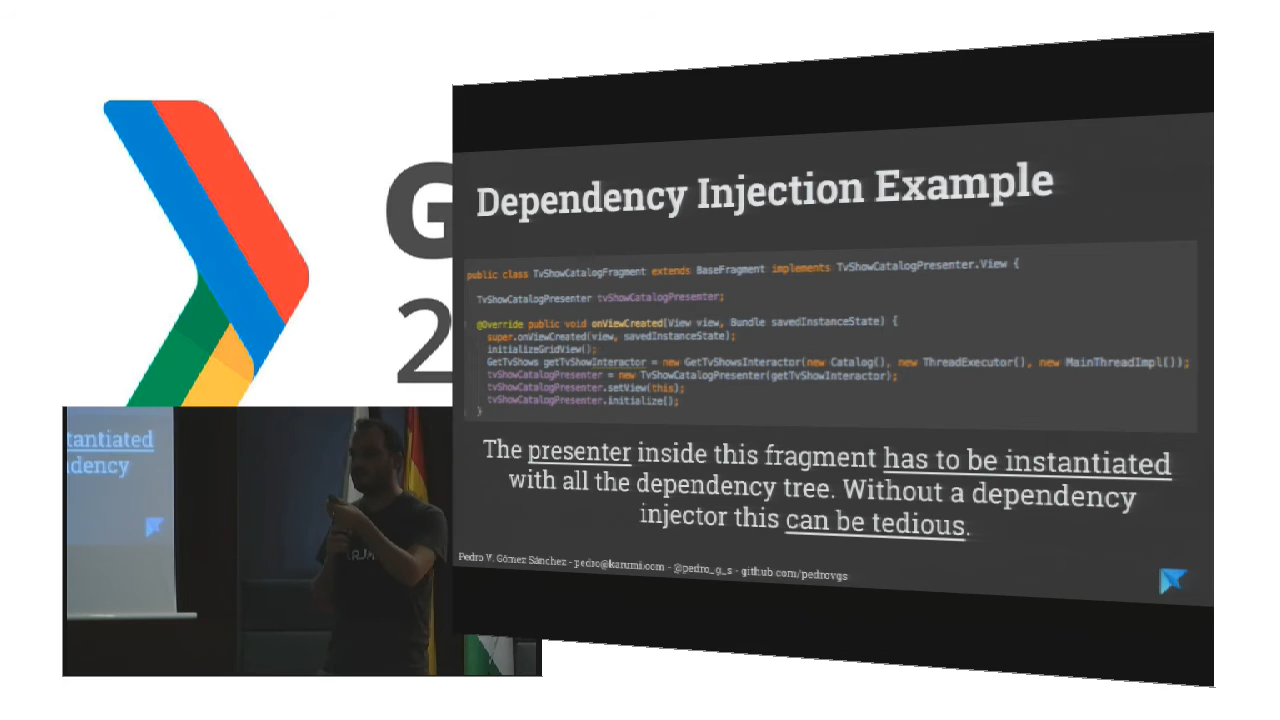 G
2
Dependency Injection Example
public class TvShowCatalogFragment extends BaseFragment implements TvShowCatalogPresenter.View {
TvShowCatalogPresenter tvShowCatalogPresenter;
@Override public void onViewCreated(View view, Bundle savedInstanceState) {
super.onViewCreated(view, savedInstanceState);
initializeGridView();
GetTvShows getTvShowInteractor = new GetTvShowsInteractor(new Catalog(), new ThreadExecutor(), new MainThreadImpl());
tvShowCatalogPresenter = new TvShowCatalogPresenter(getTvShowInteractor);
tvShowCatalogPresenter.setView(this);
tvShowCatalogPresenter.initialize();
}
The presenter inside this fragment has to be instantiated
with all the dependency tree. Without a dependency
injector this can be tedious.
Pedro V. Gómez Sánchez - pedro@karumi.com - @pedro_g_s - github.com/pedrovgs
tantiated
dency